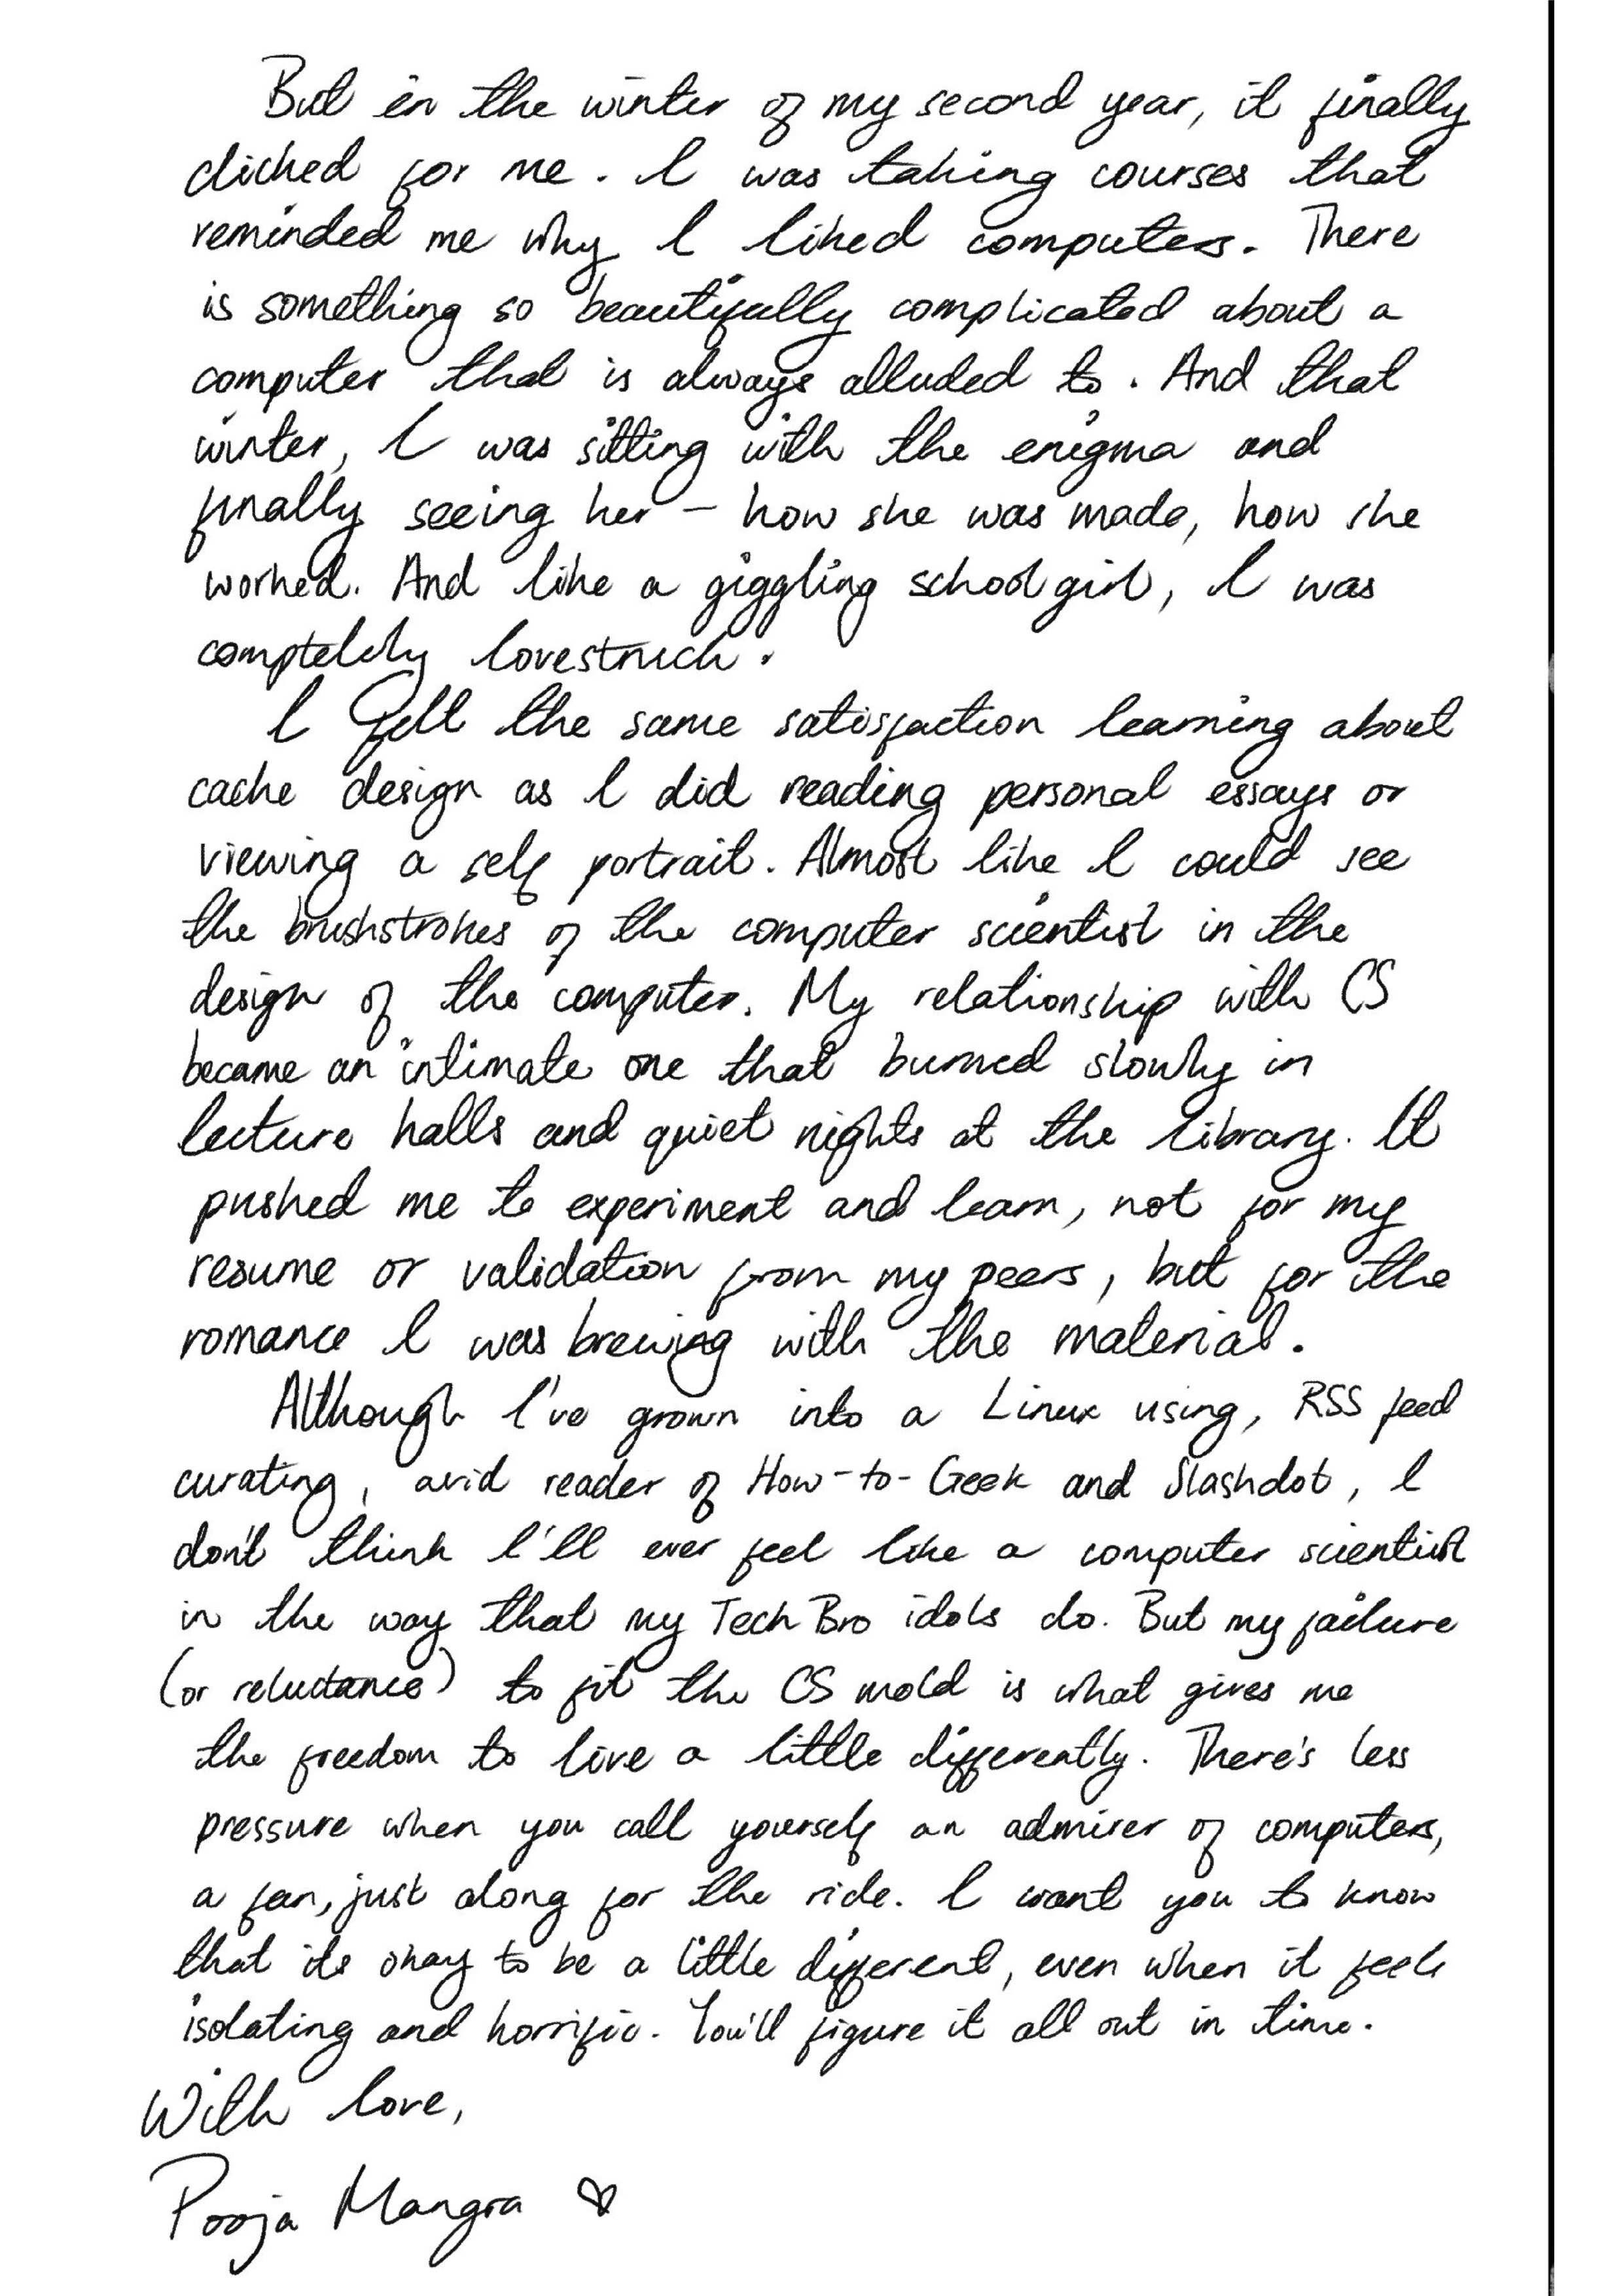 But in the winter of my second year, it finally
clicked for me. I was taking courses that
reminded me why I liked computers. There
is something so beautifully complicated about a
computer that is always alluded to. And that
winter, I was sitting with the enigma and
finally seeing her – how she was made, how she
worked. And like a giggling schoolgirl, I was
completely lovestruck.
I felt the same satisfaction learning about
cache design as I did reading personal essays or
viewing a self portrait. Almost like I could see
the brushstrokes of the computer scientist in the
design of the computer. My relationship with CS
became an intimate one that burned slowly in
lecture halls and quiet nights at the library. It
pushed me to experiment and learn, not for my
resume or validation from my peers, but for the
romance I was brewing with the material.
Although I've grown into a Linux using, RSS feed
curating, avid reader of How-to-Geek and Slashdot, I
don't think I'll ever feel like a computer scientist
in the way that my Tech Bro idols do. But my failure
(or reluctance) to fit the CS mold is what gives me
the freedom to live a little differently. There's less
pressure when you call yourself an admirer of computers,
a fan, just along for the ride. I want you to know
that its okay to be a little different, even when it feels
isolating and horrific. You'll figure it all out in time.
With love,
Pooja Mangra ♡